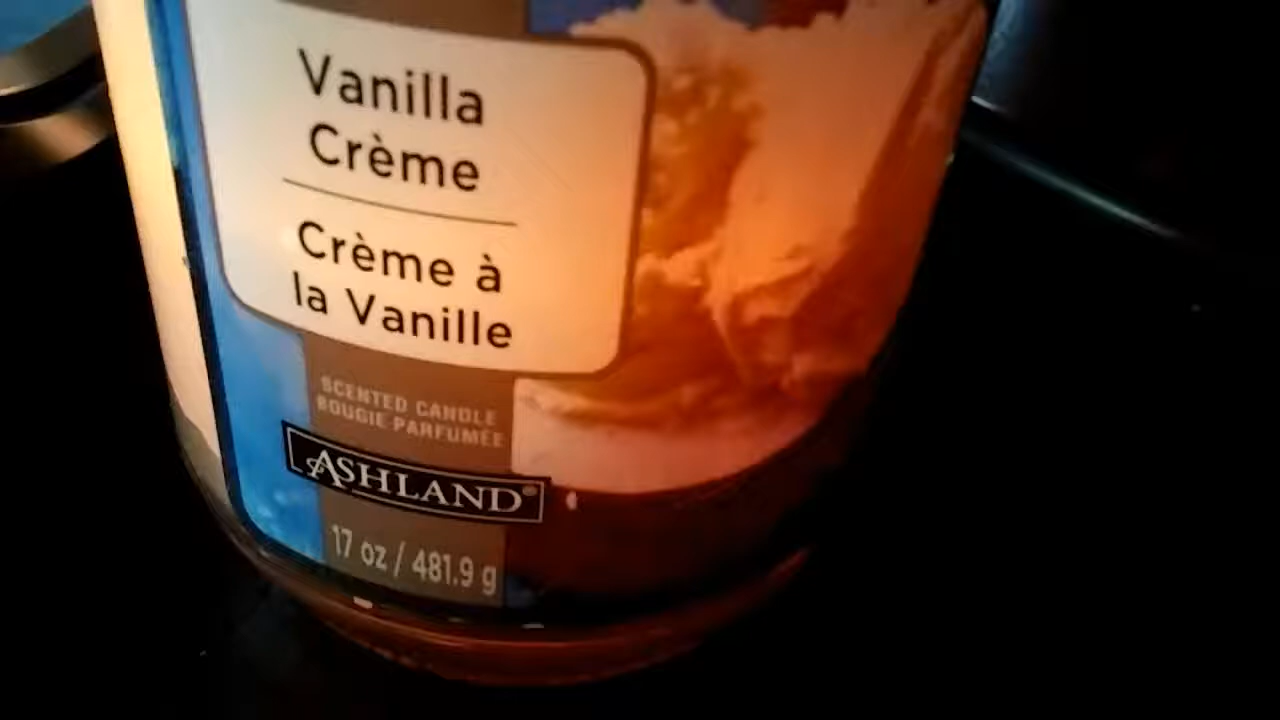 Vanilla
Crème
Crème à
la Vanille
SCENTED CANDLE
BOUGIE PARFUMÉE
ASHLAND®
17 oz / 481.9 g